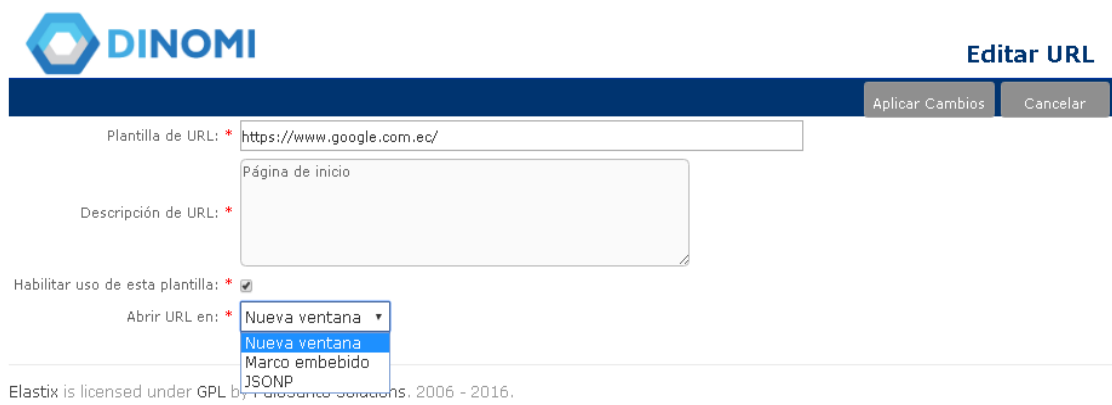 DINOMI
Editar URL
Aplicar Cambios Cancelar
Plantilla de URL: * https://www.google.com.ec/
Página de inicio
Descripción de URL: *
Habilitar uso de esta plantilla: *
Abrir URL en: * Nueva ventana
Nueva ventana
Marco embebido
JSONP
Elastix is licensed under GPL by PaloSanto Solutions. 2006 - 2016.